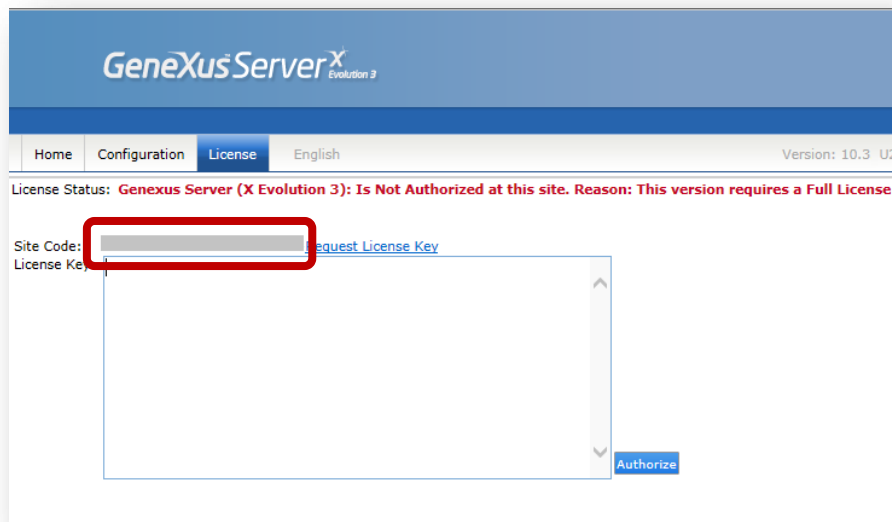 GeneXus™ Server X
Evolution 3
Home Configuration License English Version: 10.3 U
License Status: Genexus Server (X Evolution 3): Is Not Authorized at this site. Reason: This version requires a Full License
Site Code: Request License Key
License Key
Authorize